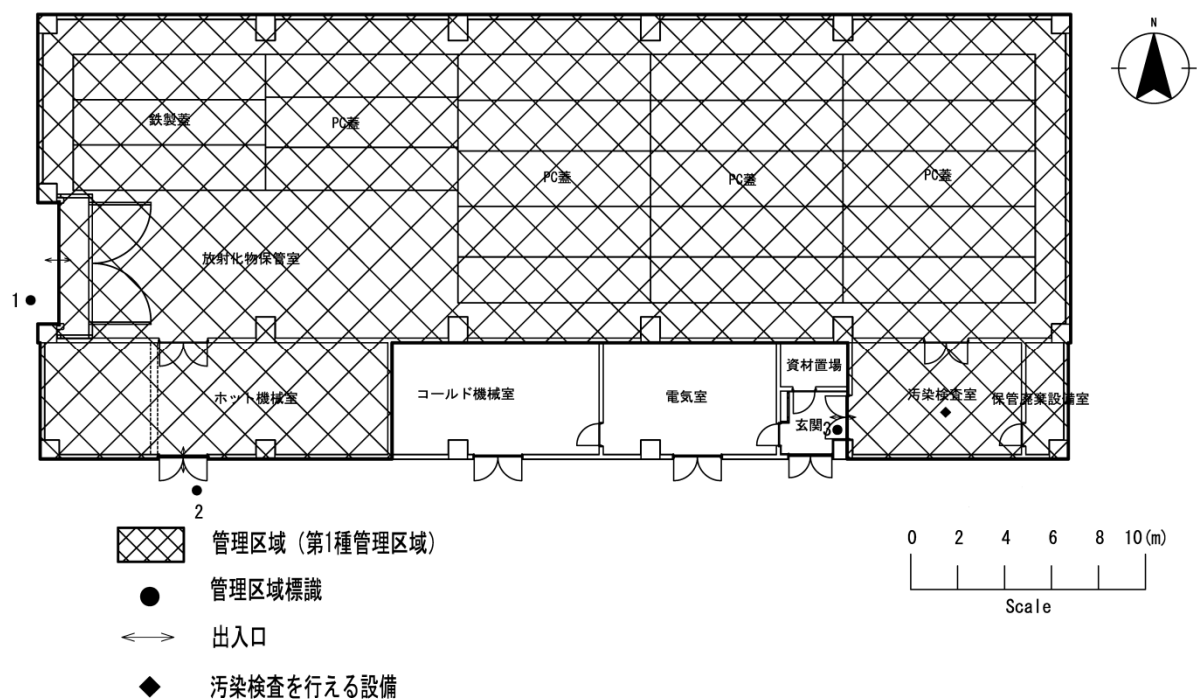 N
鉄製蓋
PC蓋
PC蓋
PC蓋
PC蓋
放射化物保管室
1
ホット機械室
コールド機械室
電気室
資材置場
玄関
3
汚染検査室
保管廃棄設備室
2
管理区域（第1種管理区域）
管理区域標識
出入口
汚染検査を行える設備
0 2 4 6 8 10(m)
Scale